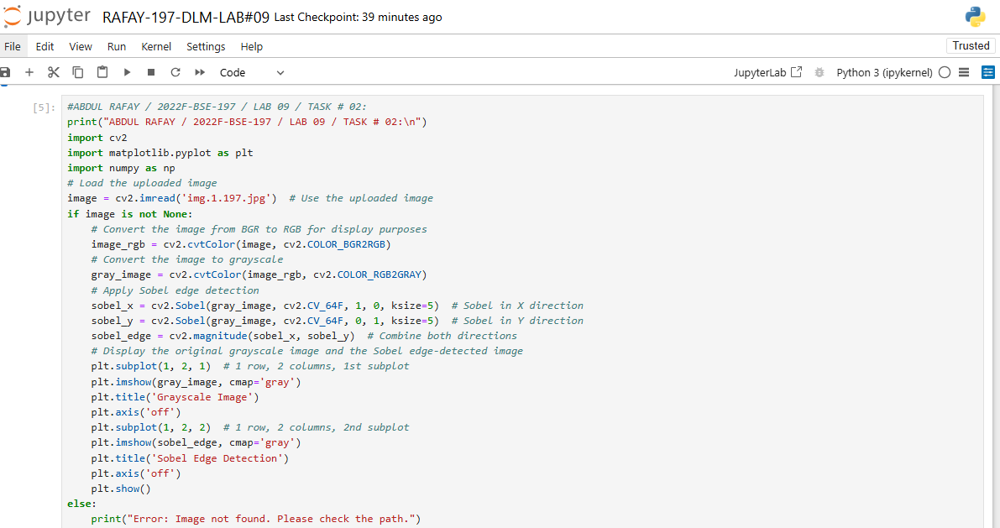 jupyter RAFAY-197-DLM-LAB#09 Last Checkpoint: 39 minutes ago
File Edit View Run Kernel Settings Help Trusted
Code JupyterLab Python 3 (ipykernel)
[5]: #ABDUL RAFAY / 2022F-BSE-197 / LAB 09 / TASK # 02:
print("ABDUL RAFAY / 2022F-BSE-197 / LAB 09 / TASK # 02:\n")
import cv2
import matplotlib.pyplot as plt
import numpy as np
# Load the uploaded image
image = cv2.imread('img.1.197.jpg')  # Use the uploaded image
if image is not None:
    # Convert the image from BGR to RGB for display purposes
    image_rgb = cv2.cvtColor(image, cv2.COLOR_BGR2RGB)
    # Convert the image to grayscale
    gray_image = cv2.cvtColor(image_rgb, cv2.COLOR_RGB2GRAY)
    # Apply Sobel edge detection
    sobel_x = cv2.Sobel(gray_image, cv2.CV_64F, 1, 0, ksize=5)  # Sobel in X direction
    sobel_y = cv2.Sobel(gray_image, cv2.CV_64F, 0, 1, ksize=5)  # Sobel in Y direction
    sobel_edge = cv2.magnitude(sobel_x, sobel_y)  # Combine both directions
    # Display the original grayscale image and the Sobel edge-detected image
    plt.subplot(1, 2, 1)  # 1 row, 2 columns, 1st subplot
    plt.imshow(gray_image, cmap='gray')
    plt.title('Grayscale Image')
    plt.axis('off')
    plt.subplot(1, 2, 2)  # 1 row, 2 columns, 2nd subplot
    plt.imshow(sobel_edge, cmap='gray')
    plt.title('Sobel Edge Detection')
    plt.axis('off')
    plt.show()
else:
    print("Error: Image not found. Please check the path.")